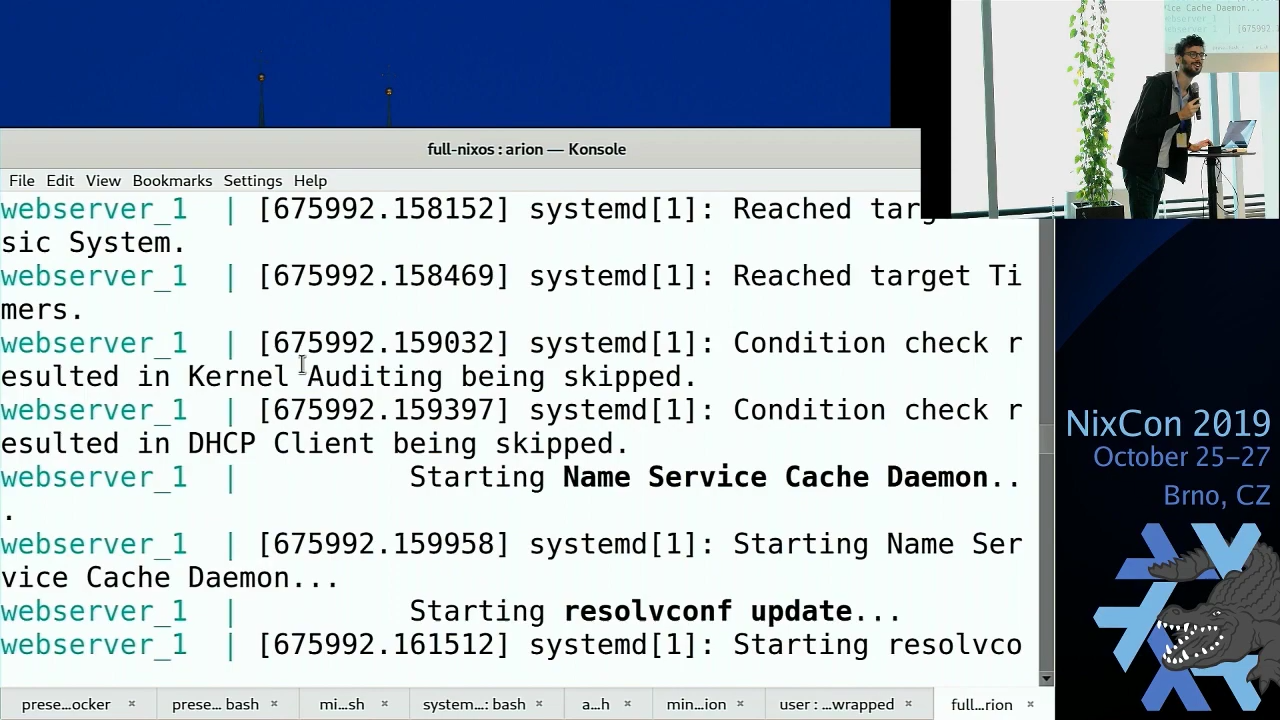 lce Cache Daemon...
full-nixos : arion — Konsole
File Edit View Bookmarks Settings Help
webserver_1 | [675992.158152] systemd[1]: Reached targ
sic System.
webserver_1 | [675992.158469] systemd[1]: Reached target Ti
mers.
webserver_1 | [675992.159032] systemd[1]: Condition check r
esulted in Kernel Auditing being skipped.
webserver_1 | [675992.159397] systemd[1]: Condition check r
esulted in DHCP Client being skipped.
webserver_1 | Starting Name Service Cache Daemon..
.
webserver_1 | [675992.159958] systemd[1]: Starting Name Ser
vice Cache Daemon...
webserver_1 | Starting resolvconf update...
webserver_1 | [675992.161512] systemd[1]: Starting resolvco
prese...ocker × prese... bash × mi...sh × system...: bash × a...h × min...ion × user : ...wrapped × full...rion ×
NixCon 2019
October 25–27
Brno, CZ